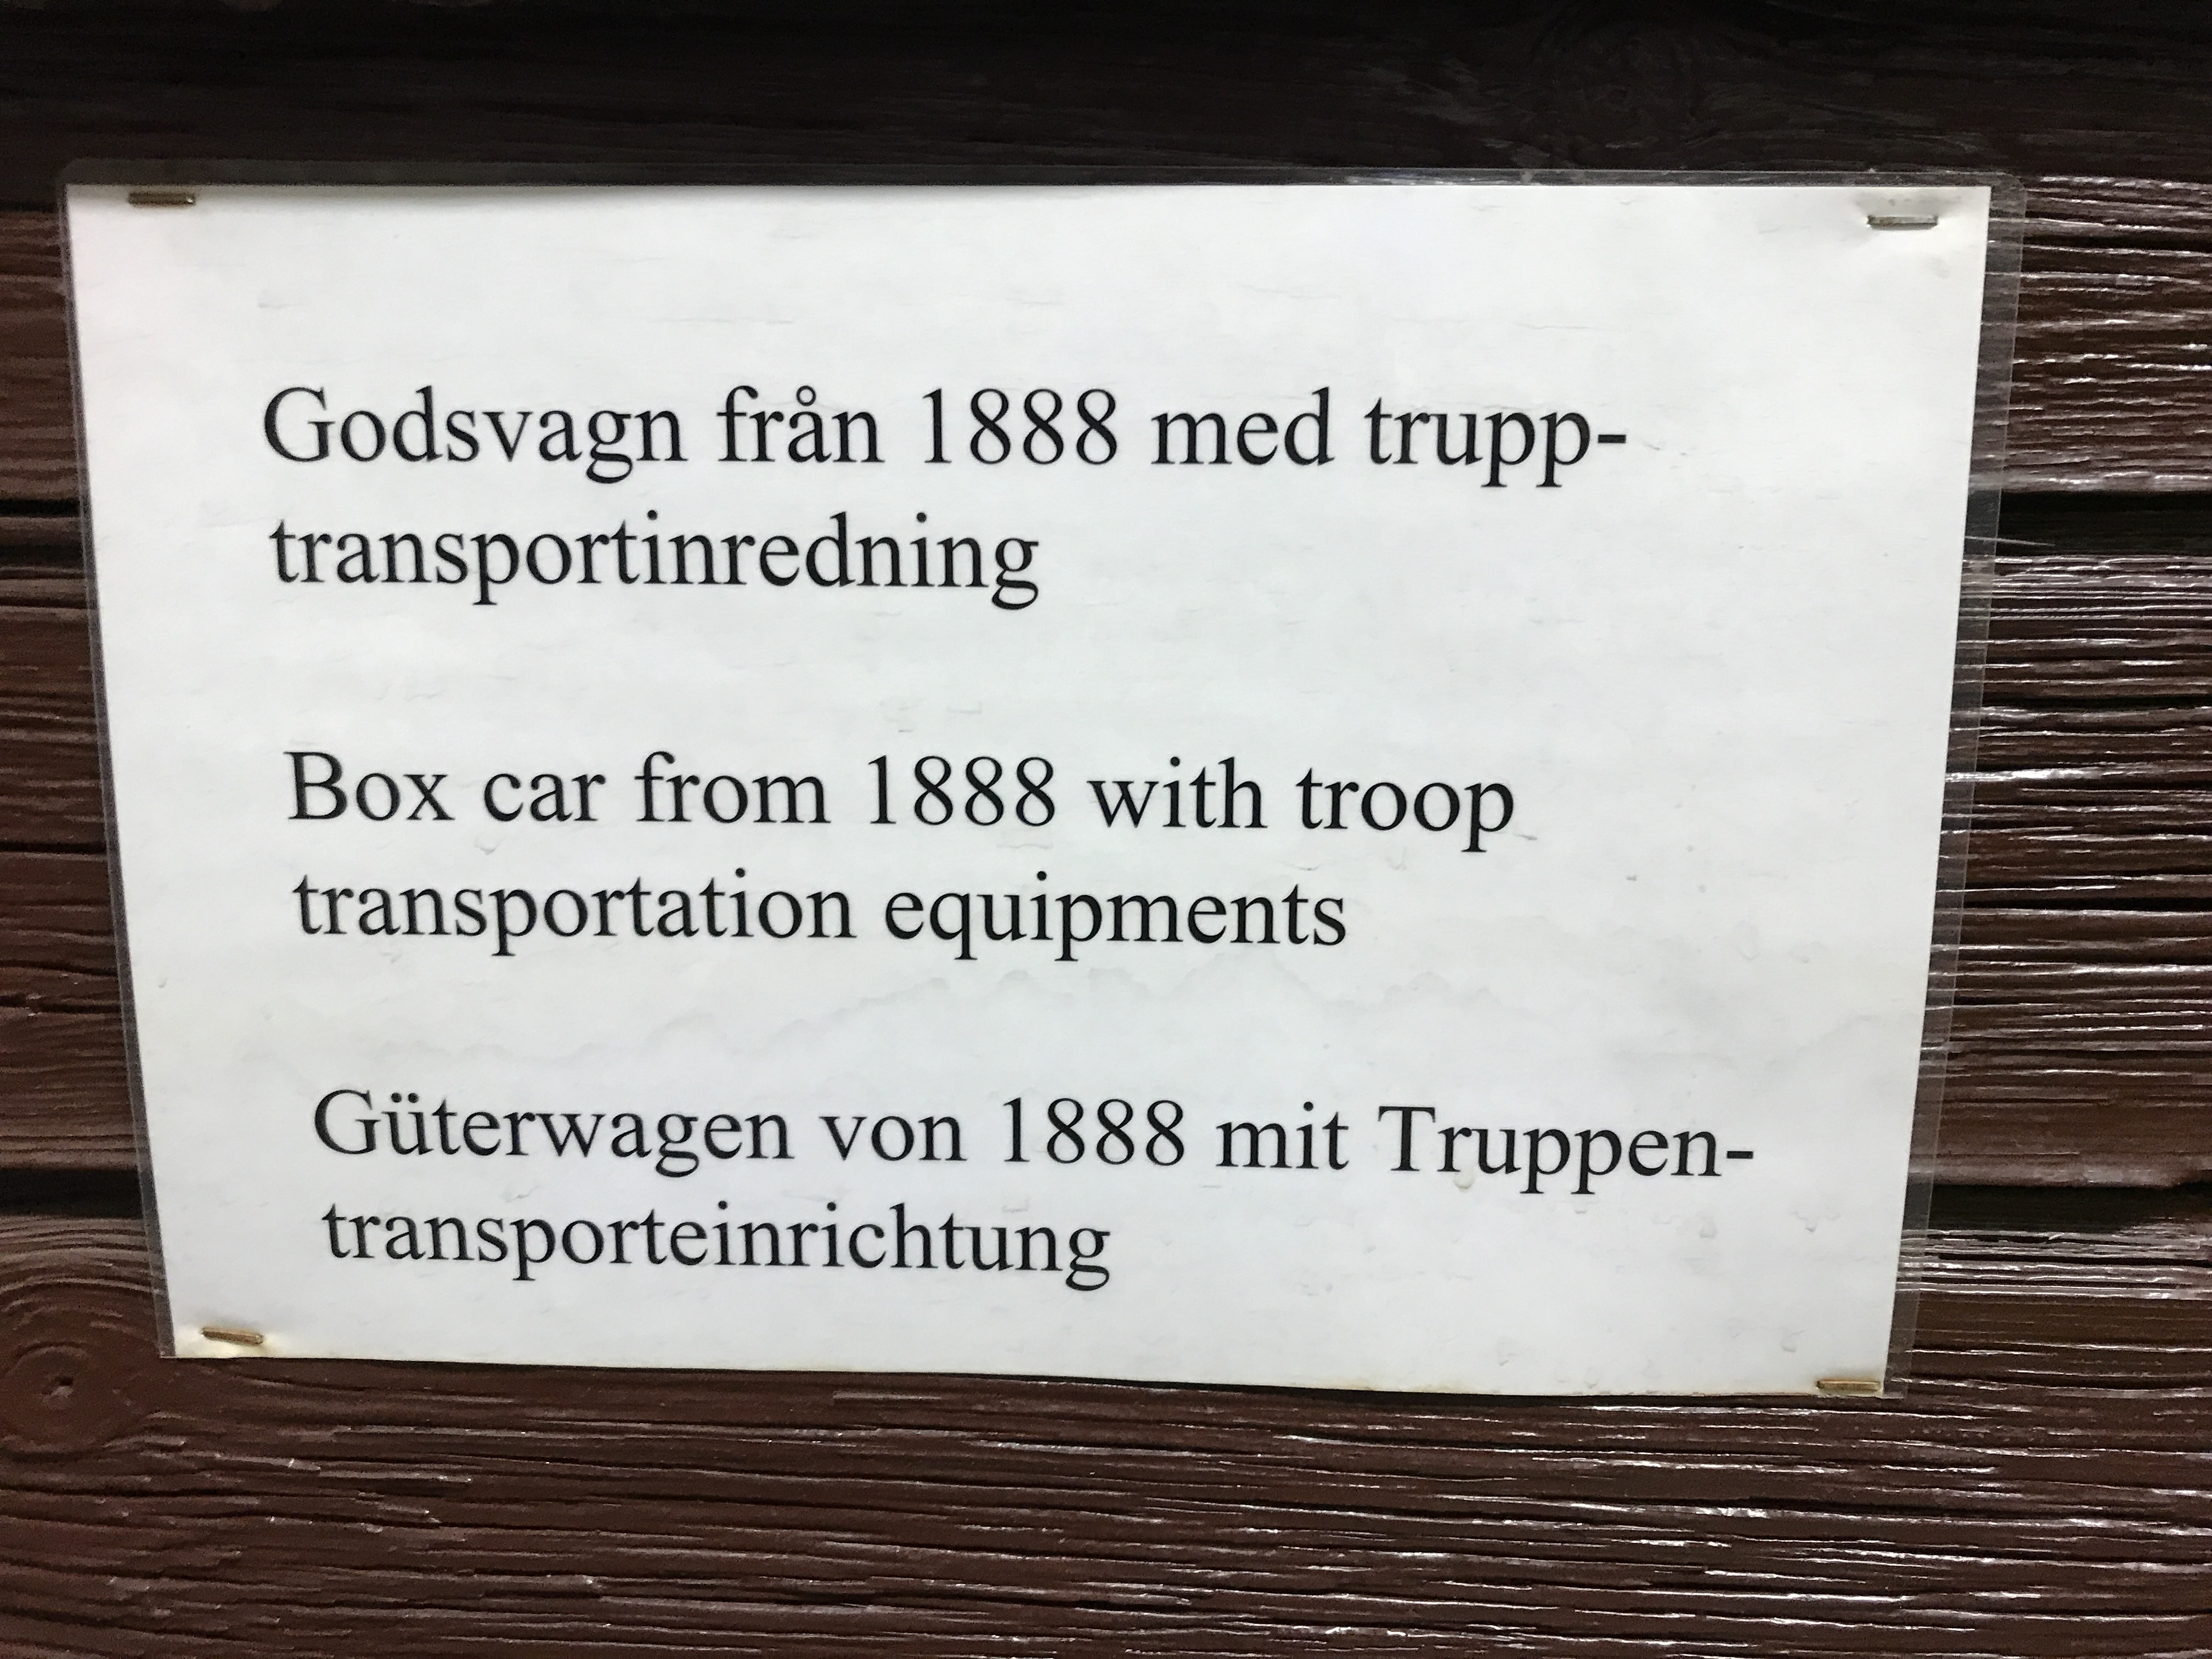 Godsvagn från 1888 med trupp-
transportinredning
Box car from 1888 with troop
transportation equipments
Güterwagen von 1888 mit Truppen-
transporteinrichtung